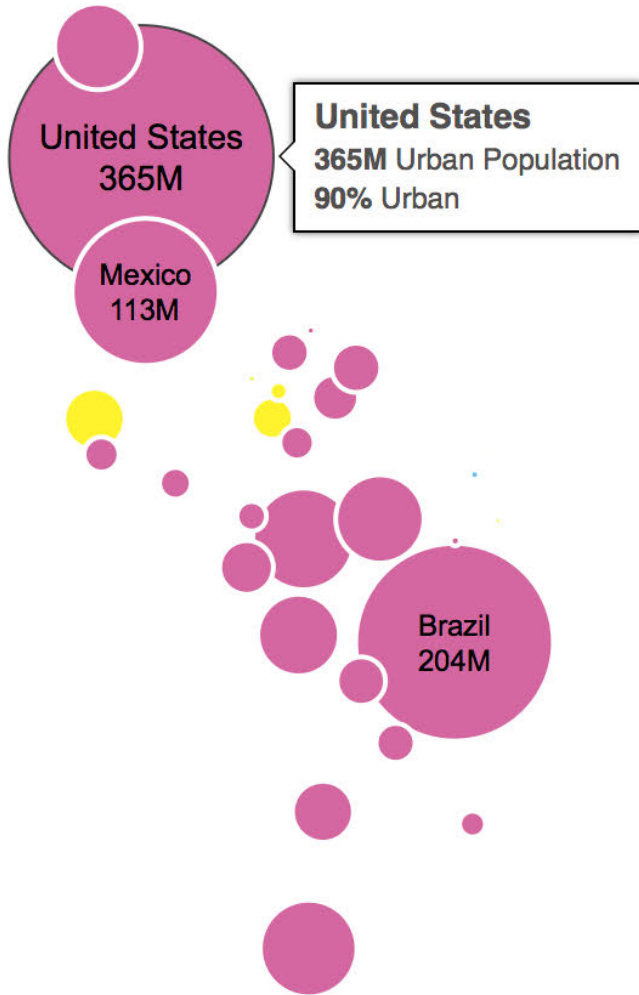 United States
365M
United States
365M Urban Population
90% Urban
Mexico
113M
Brazil
204M